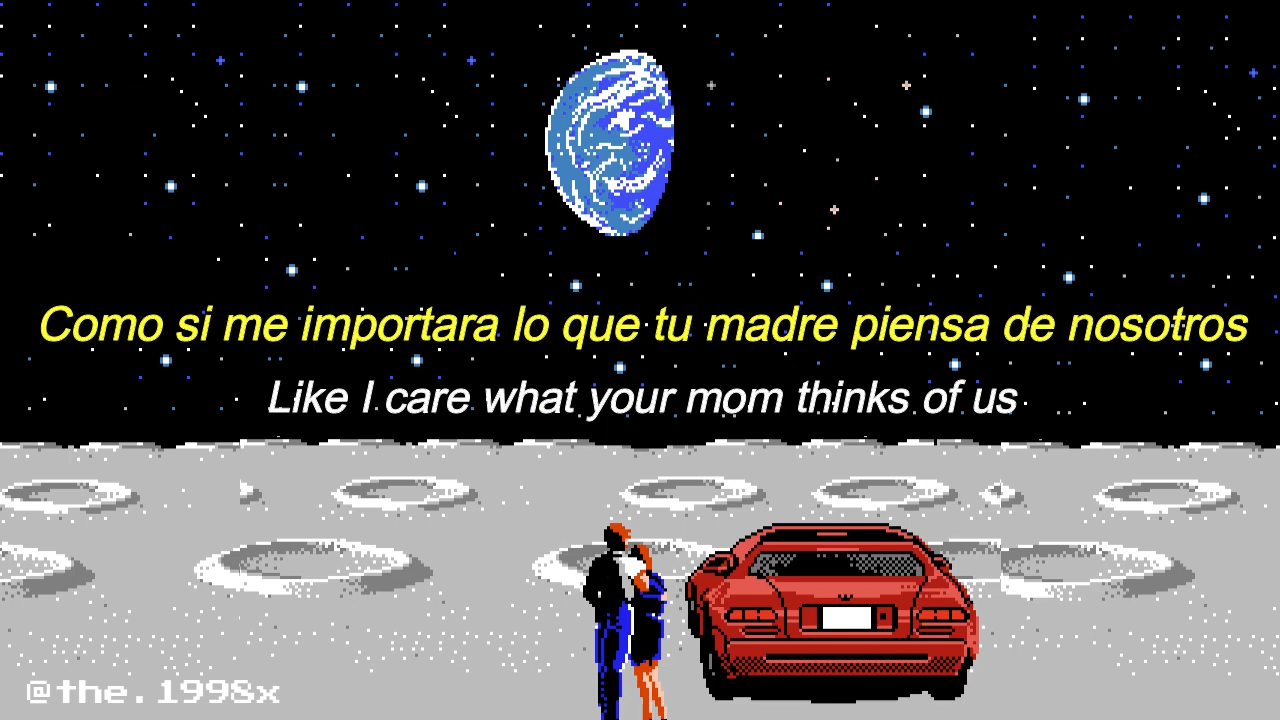 Como si me importara lo que tu madre piensa de nosotros
Like I care what your mom thinks of us
@the.1998x